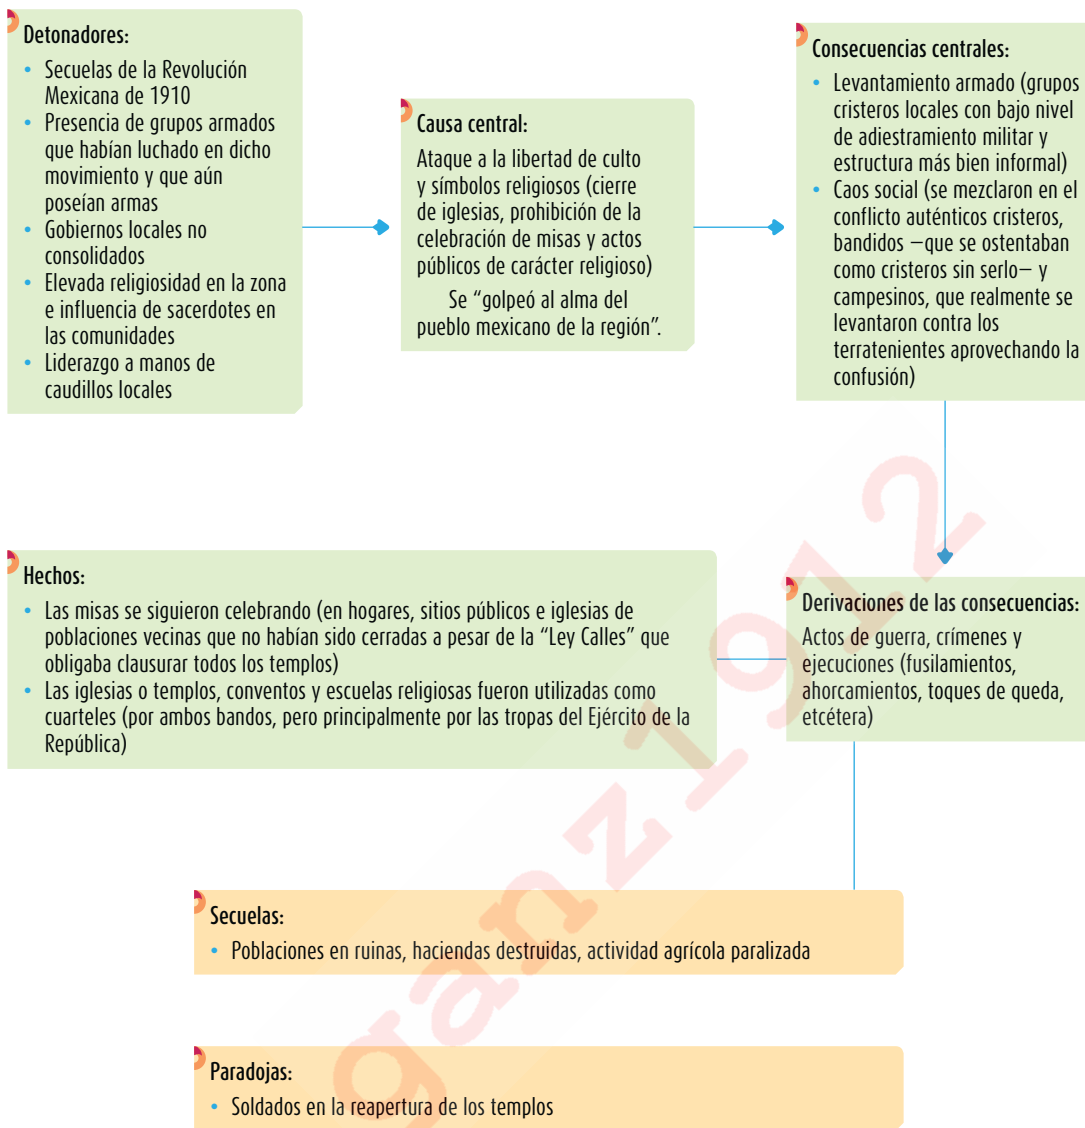 Detonadores:
• Secuelas de la Revolución
Mexicana de 1910
• Presencia de grupos armados
que habían luchado en dicho
movimiento y que aún
poseían armas
• Gobiernos locales no
consolidados
• Elevada religiosidad en la zona
e influencia de sacerdotes en
las comunidades
• Liderazgo a manos de
caudillos locales
Causa central:
Ataque a la libertad de culto
y símbolos religiosos (cierre
de iglesias, prohibición de la
celebración de misas y actos
públicos de carácter religioso)
Se “golpeó al alma del
pueblo mexicano de la región”.
Consecuencias centrales:
• Levantamiento armado (grupos
cristeros locales con bajo nivel
de adiestramiento militar y
estructura más bien informal)
• Caos social (se mezclaron en el
conflicto auténticos cristeros,
bandidos —que se ostentaban
como cristeros sin serlo— y
campesinos, que realmente se
levantaron contra los
terratenientes aprovechando la
confusión)
Hechos:
• Las misas se siguieron celebrando (en hogares, sitios públicos e iglesias de
poblaciones vecinas que no habían sido cerradas a pesar de la “Ley Calles” que
obligaba clausurar todos los templos)
• Las iglesias o templos, conventos y escuelas religiosas fueron utilizadas como
cuarteles (por ambos bandos, pero principalmente por las tropas del Ejército de la
República)
Derivaciones de las consecuencias:
Actos de guerra, crímenes y
ejecuciones (fusilamientos,
ahorcamientos, toques de queda,
etcétera)
Secuelas:
• Poblaciones en ruinas, haciendas destruidas, actividad agrícola paralizada
Paradojas:
• Soldados en la reapertura de los templos
ganz1912